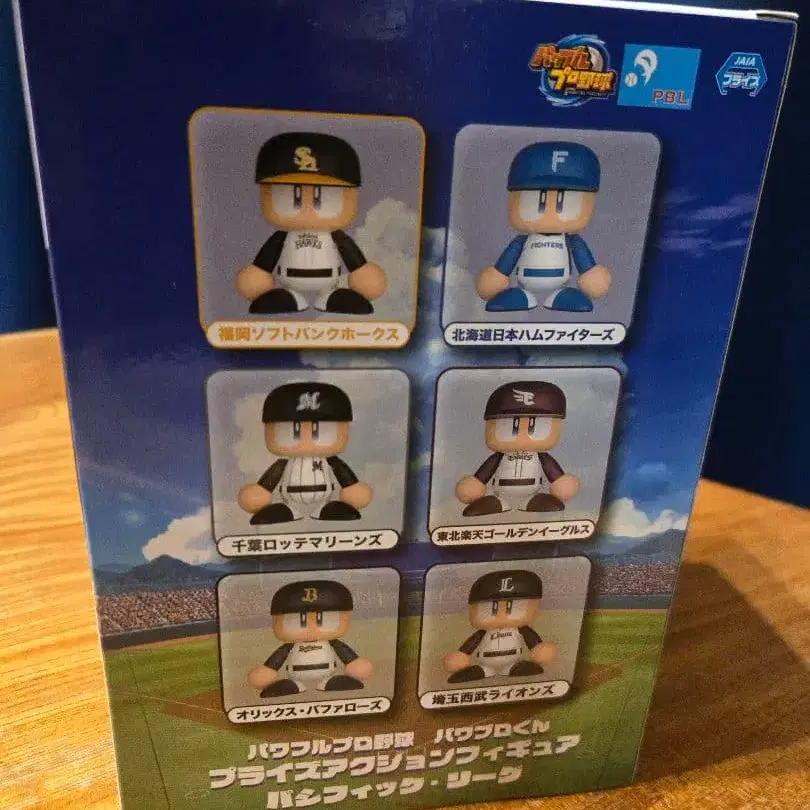 パワフル
プロ野球
PBL
JAIA
プライズ
SH
F
HAWKS
FIGHTERS
福岡ソフトバンクホークス
北海道日本ハムファイターズ
M
E
M
EAGLES
千葉ロッテマリーンズ
東北楽天ゴールデンイーグルス
B
L
Buffaloes
Lions
オリックス・バファローズ
埼玉西武ライオンズ
パワフルプロ野球 パワプロくん
プライズアクションフィギュア
パシフィック・リーグ